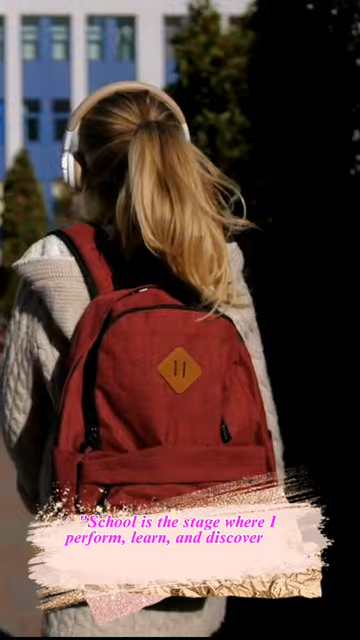 "School is the stage where I
perform, learn, and discover